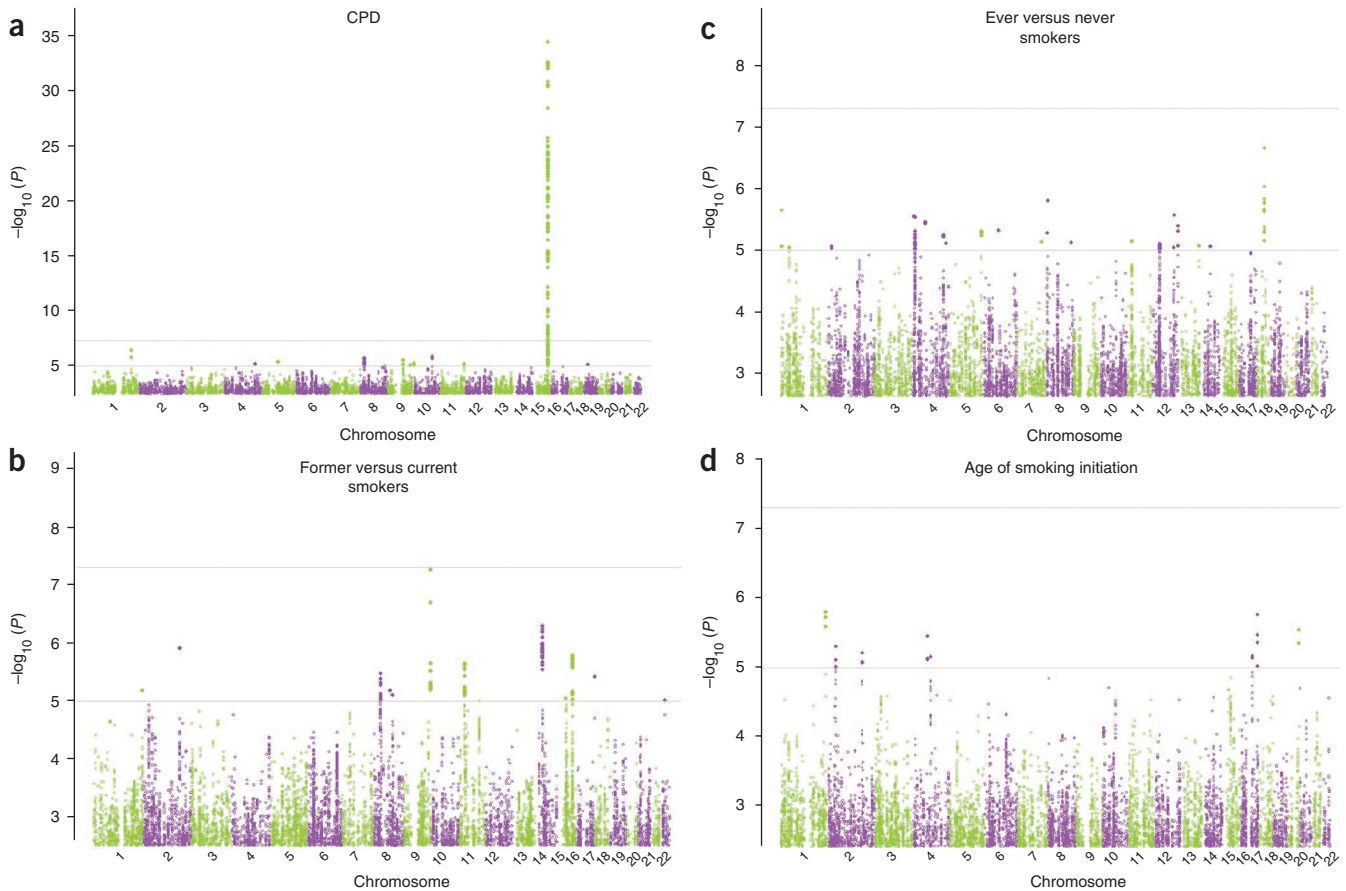 a
CPD
35
30
25
20
15
10
5
–log10 (P)
1 2 3 4 5 6 7 8 9 10 11 12 13 14 15 16 17 18 19 20 21 22
Chromosome
b
Former versus current
smokers
9
8
7
6
5
4
3
–log10 (P)
1 2 3 4 5 6 7 8 9 10 11 12 13 14 15 16 17 18 19 20 21 22
Chromosome
c
Ever versus never
smokers
8
7
6
5
4
3
–log10 (P)
1 2 3 4 5 6 7 8 9 10 11 12 13 14 15 16 17 18 19 20 21 22
Chromosome
d
Age of smoking initiation
8
7
6
5
4
3
–log10 (P)
1 2 3 4 5 6 7 8 9 10 11 12 13 14 15 16 17 18 19 20 21 22
Chromosome